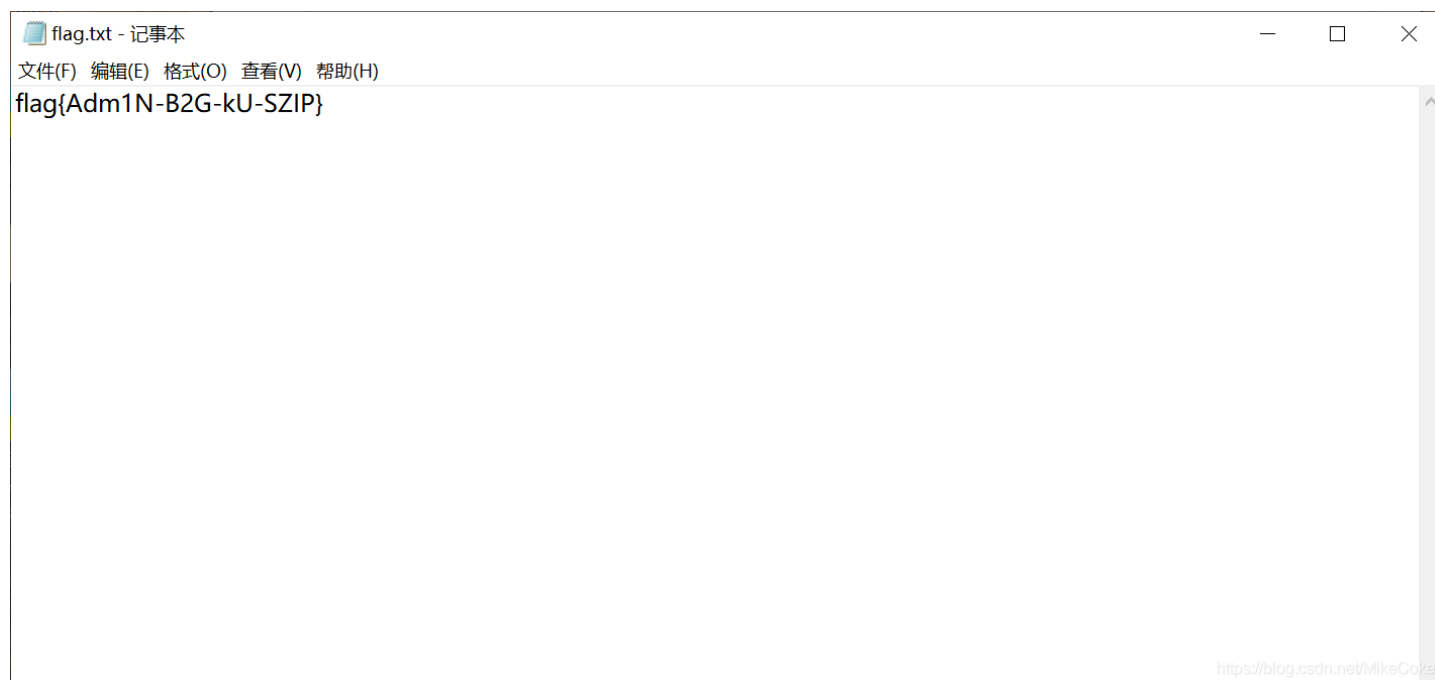 flag.txt - 记事本
文件(F) 编辑(E) 格式(O) 查看(V) 帮助(H)
flag{Adm1N-B2G-kU-SZIP}
https://blog.csdn.net/MikeCoke